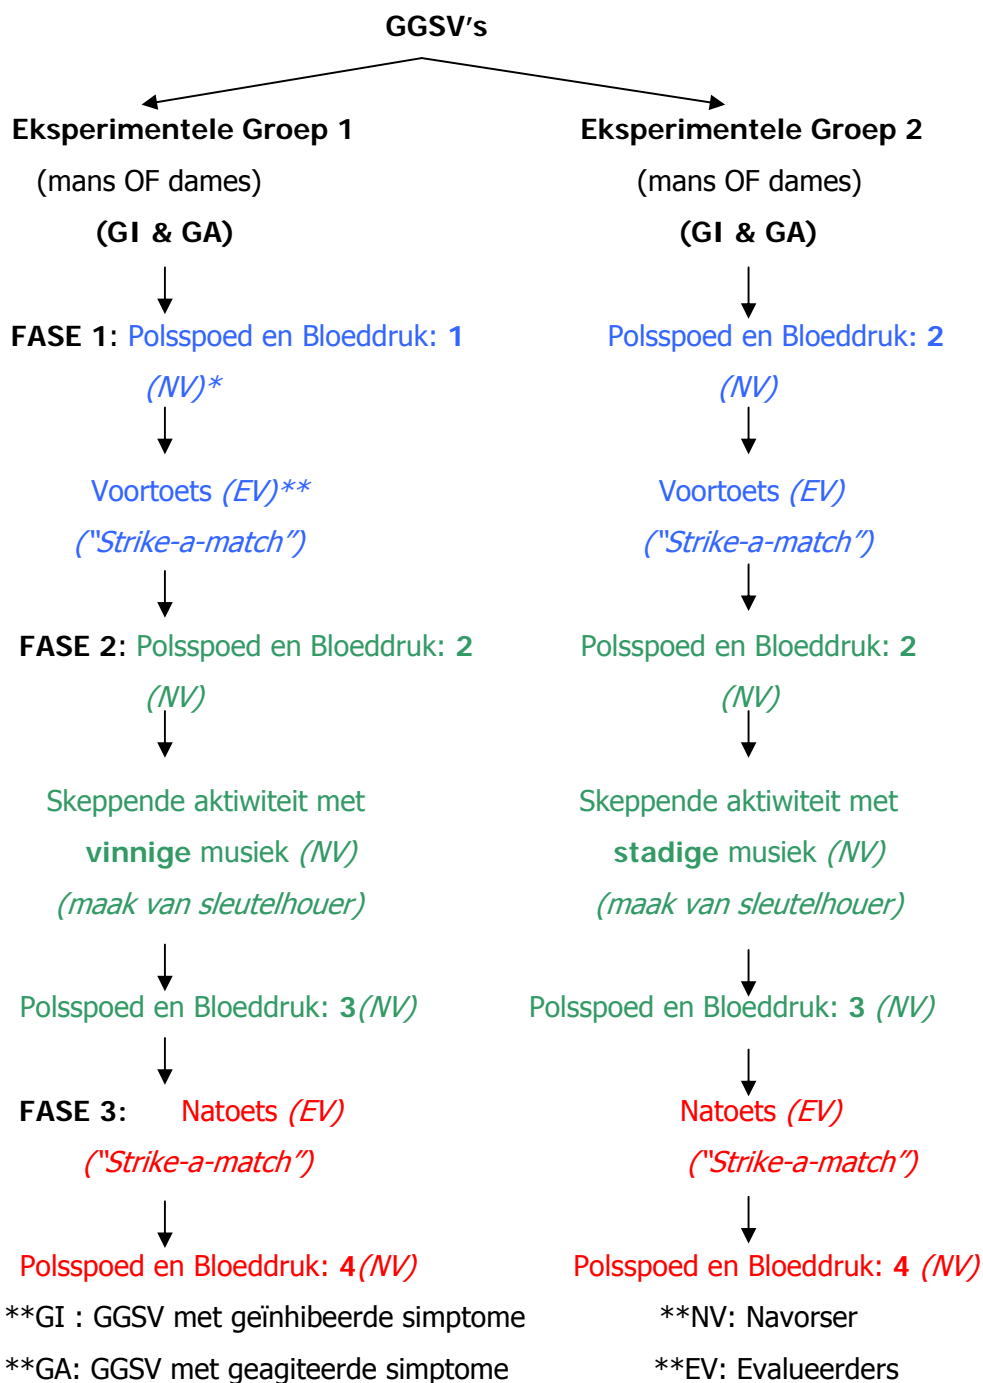 GGSV's
Eksperimentele Groep 1
Eksperimentele Groep 2
(mans OF dames)
(mans OF dames)
(GI & GA)
(GI & GA)
FASE 1: Polsspoed en Bloeddruk: 1
Polsspoed en Bloeddruk: 2
(NV)*
(NV)
Voortoets (EV)**
Voortoets (EV)
("Strike-a-match")
("Strike-a-match")
FASE 2: Polsspoed en Bloeddruk: 2
Polsspoed en Bloeddruk: 2
(NV)
(NV)
Skeppende aktiwiteit met
Skeppende aktiwiteit met
vinnige musiek (NV)
stadige musiek (NV)
(maak van sleutelhouer)
(maak van sleutelhouer)
Polsspoed en Bloeddruk: 3(NV)
Polsspoed en Bloeddruk: 3 (NV)
FASE 3: Natoets (EV)
Natoets (EV)
("Strike-a-match")
("Strike-a-match")
Polsspoed en Bloeddruk: 4(NV)
Polsspoed en Bloeddruk: 4 (NV)
**GI : GGSV met geïnhibeerde simptome
**NV: Navorser
**GA: GGSV met geagiteerde simptome
**EV: Evalueerders